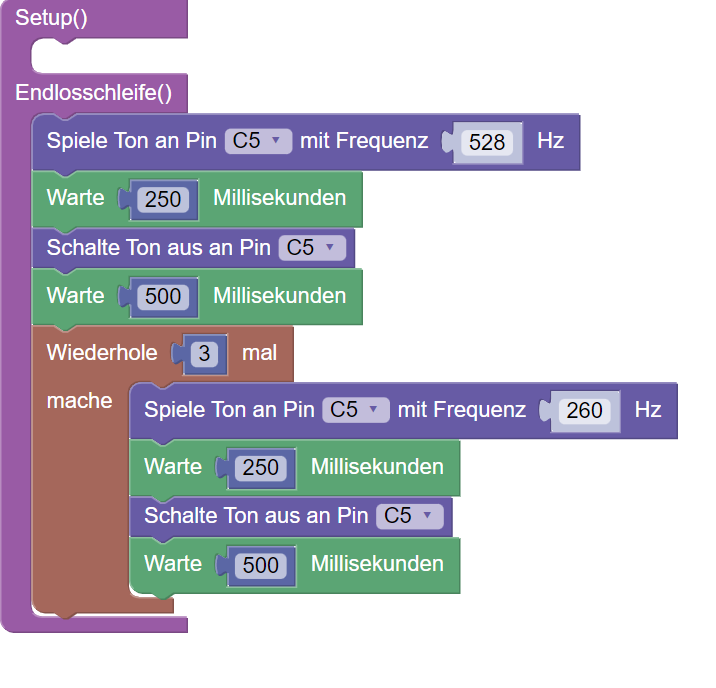 Setup()
Endlosschleife()
Spiele Ton an Pin C5 mit Frequenz 528 Hz
Warte 250 Millisekunden
Schalte Ton aus an Pin C5
Warte 500 Millisekunden
Wiederhole 3 mal
mache
Spiele Ton an Pin C5 mit Frequenz 260 Hz
Warte 250 Millisekunden
Schalte Ton aus an Pin C5
Warte 500 Millisekunden